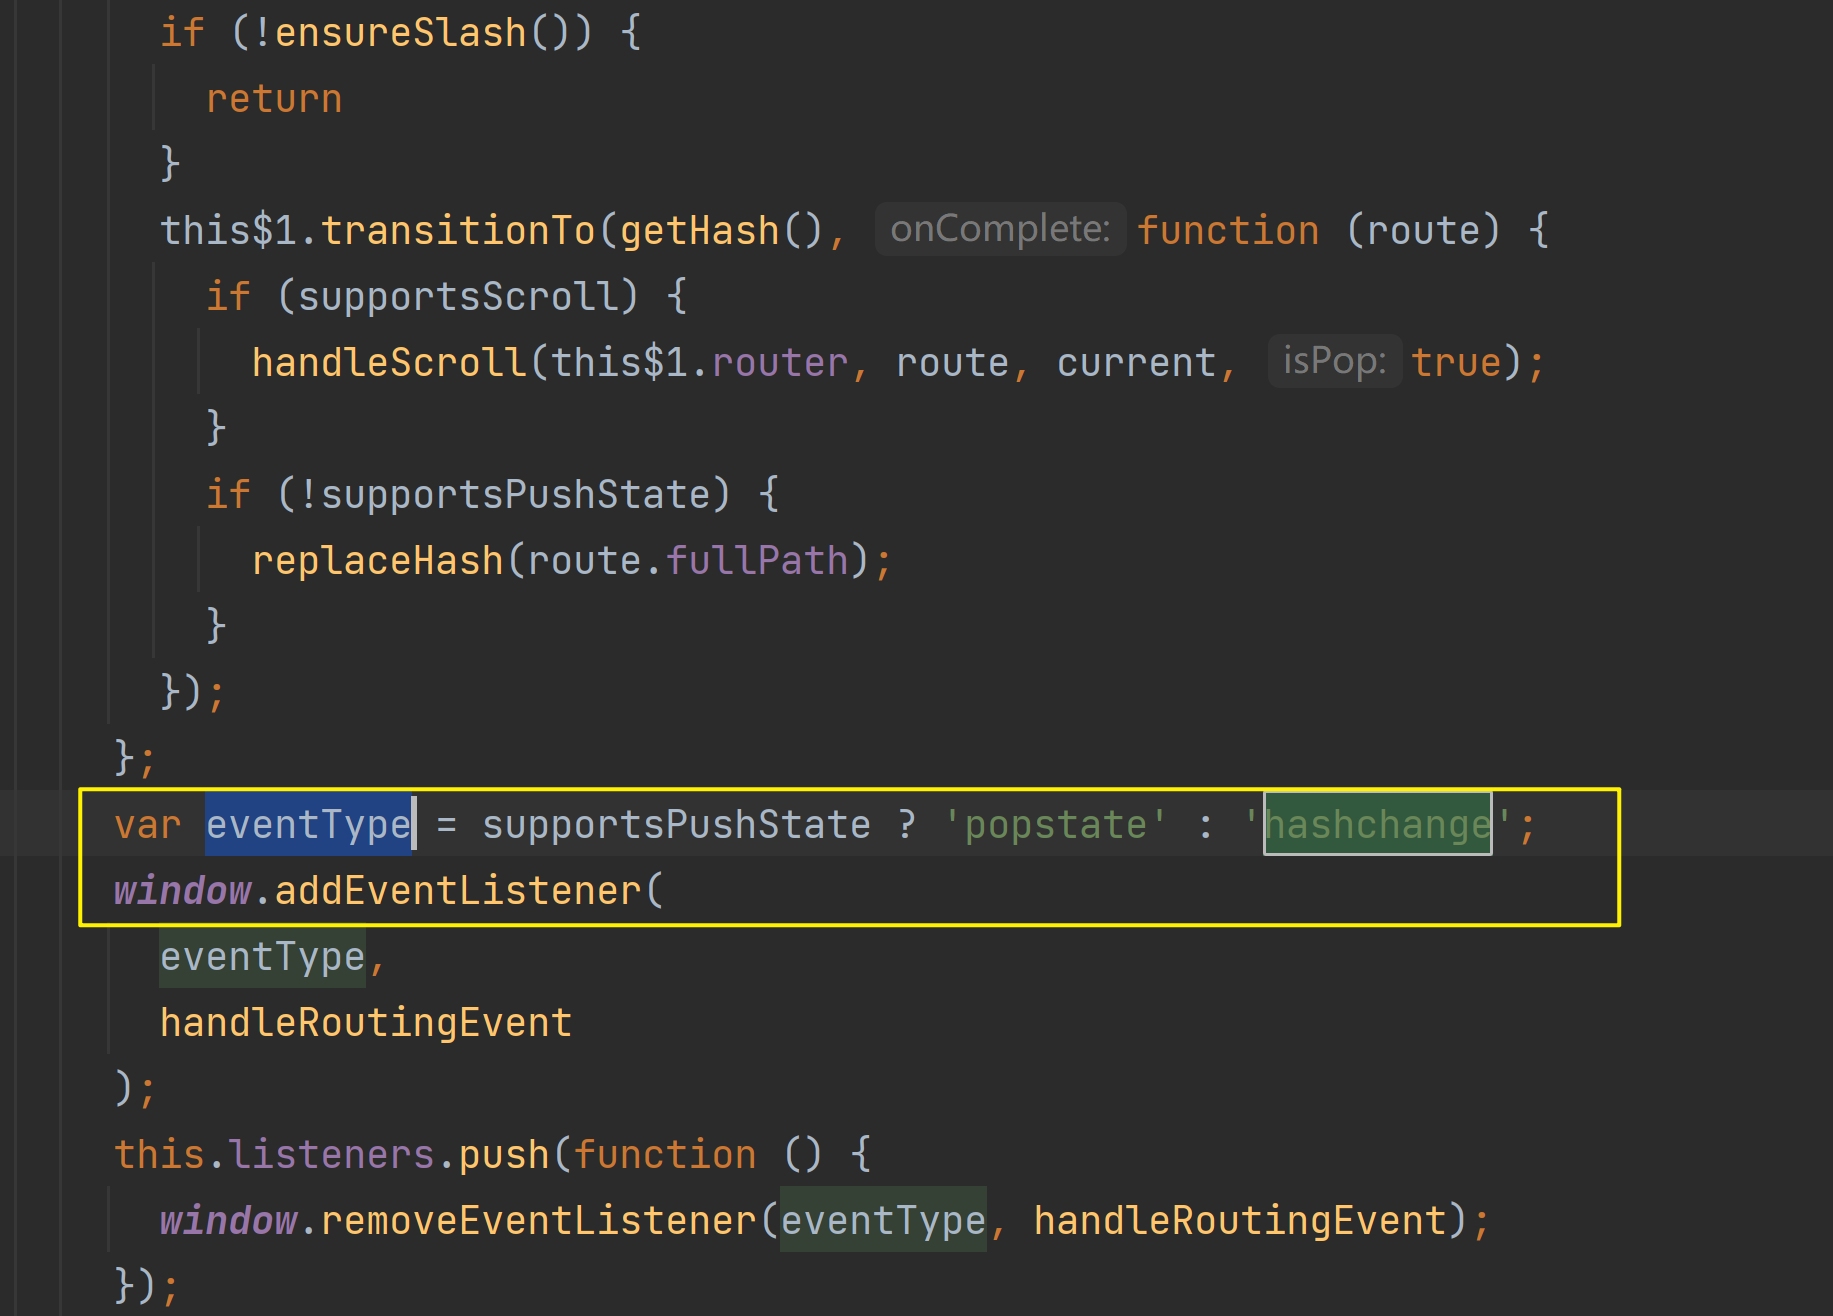 if (!ensureSlash()) {
return
}
this$1.transitionTo(getHash(), onComplete: function (route) {
if (supportsScroll) {
handleScroll(this$1.router, route, current, isPop: true);
}
if (!supportsPushState) {
replaceHash(route.fullPath);
}
});
};
var eventType = supportsPushState ? 'popstate' : 'hashchange';
window.addEventListener(
eventType,
handleRoutingEvent
);
this.listeners.push(function () {
window.removeEventListener(eventType, handleRoutingEvent);
});